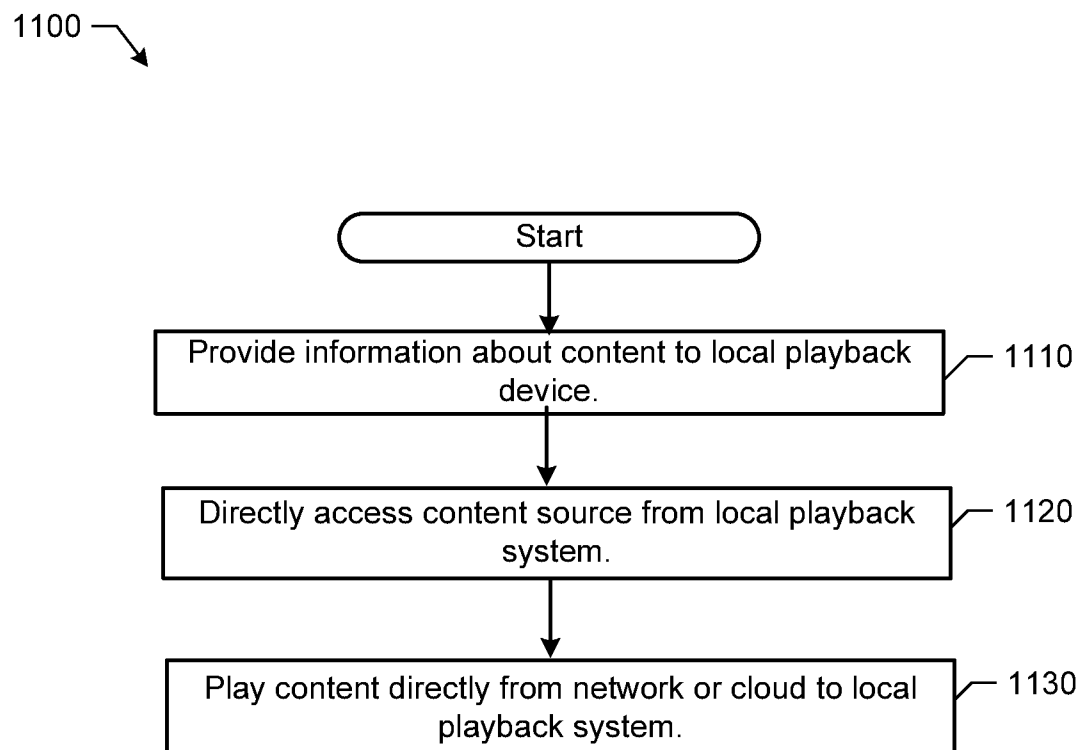 1100
Start
Provide information about content to local playback
device.
1110
Directly access content source from local playback
system.
1120
Play content directly from network or cloud to local
playback system.
1130